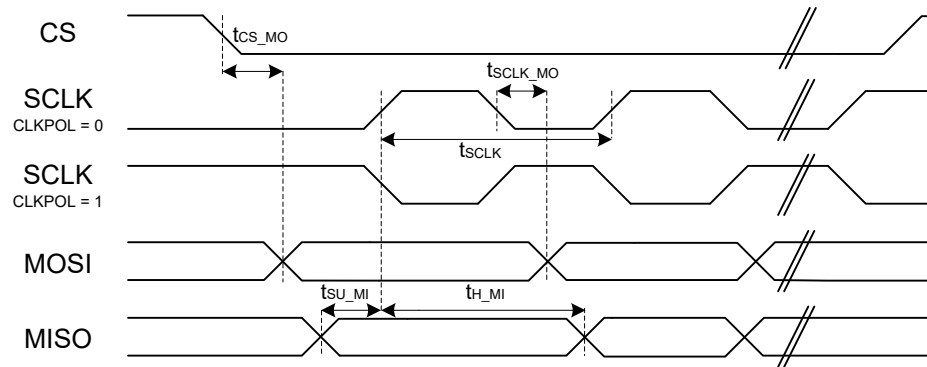 CS
tCS_MO
SCLK
CLKPOL = 0
tSCLK_MO
tSCLK
SCLK
CLKPOL = 1
MOSI
tSU_MI
tH_MI
MISO